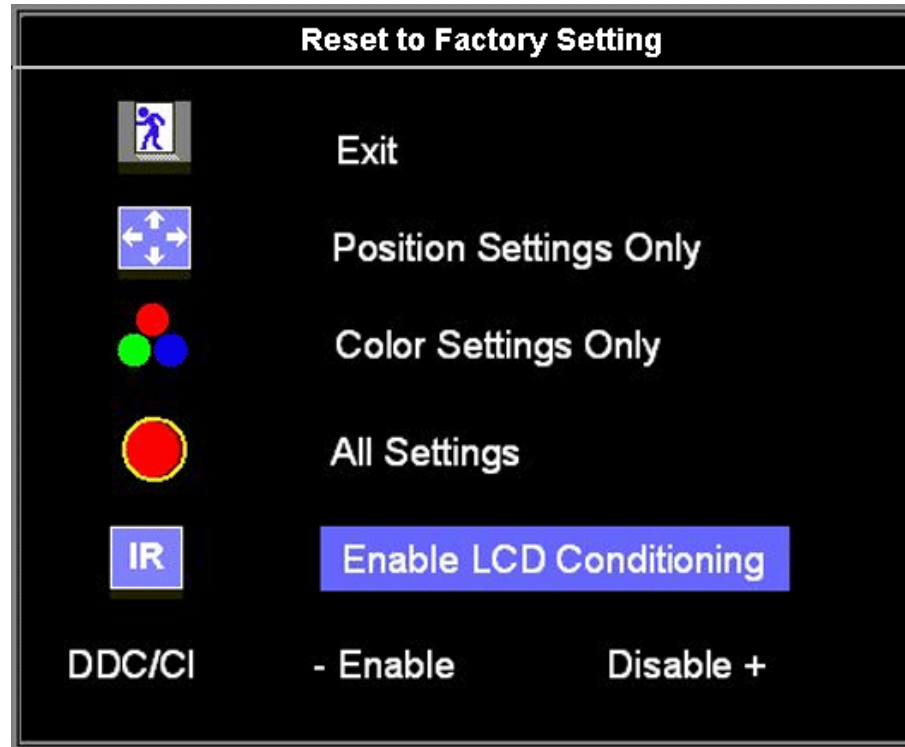 Reset to Factory Setting
Exit
Position Settings Only
Color Settings Only
All Settings
IR Enable LCD Conditioning
DDC/CI - Enable Disable +